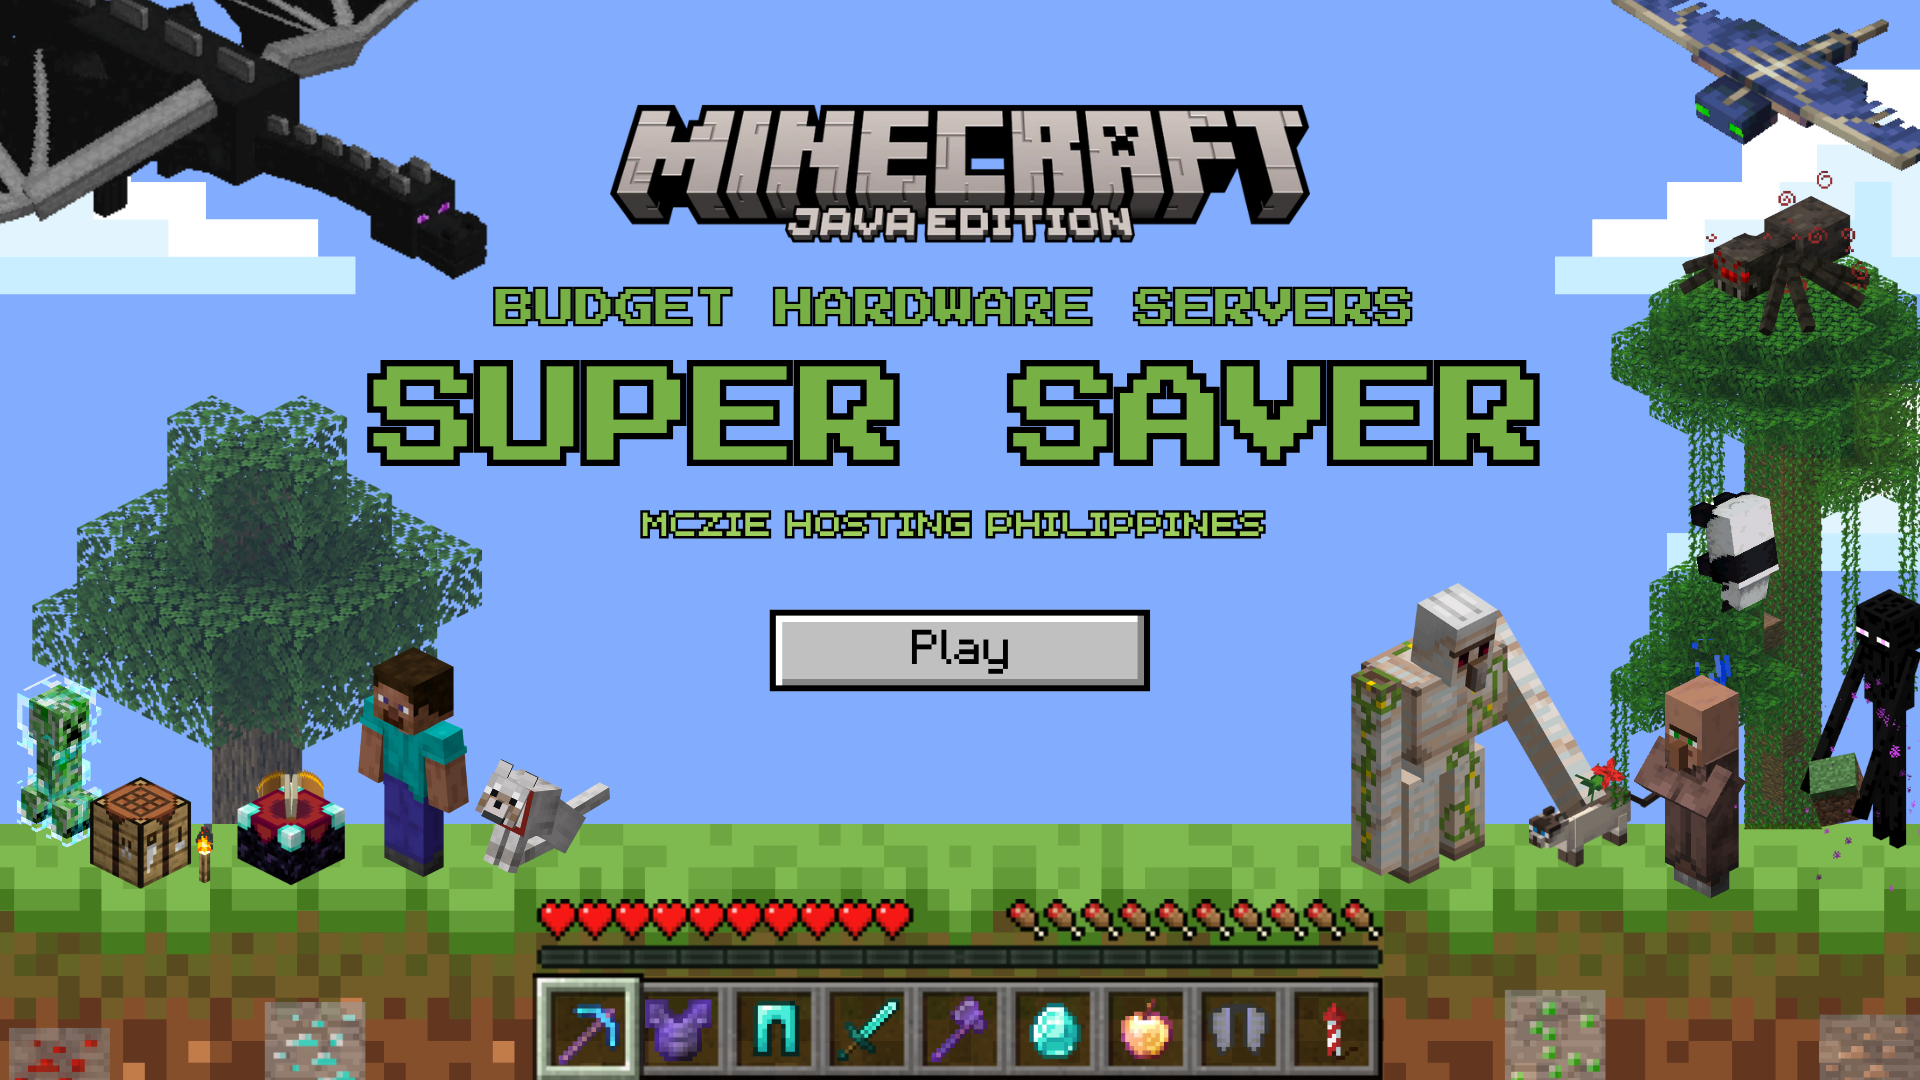 MINECRAFT
JAVA EDITION
BUDGET HARDWARE SERVERS
SUPER SAVER
MCZIE HOSTING PHILIPPINES
Play